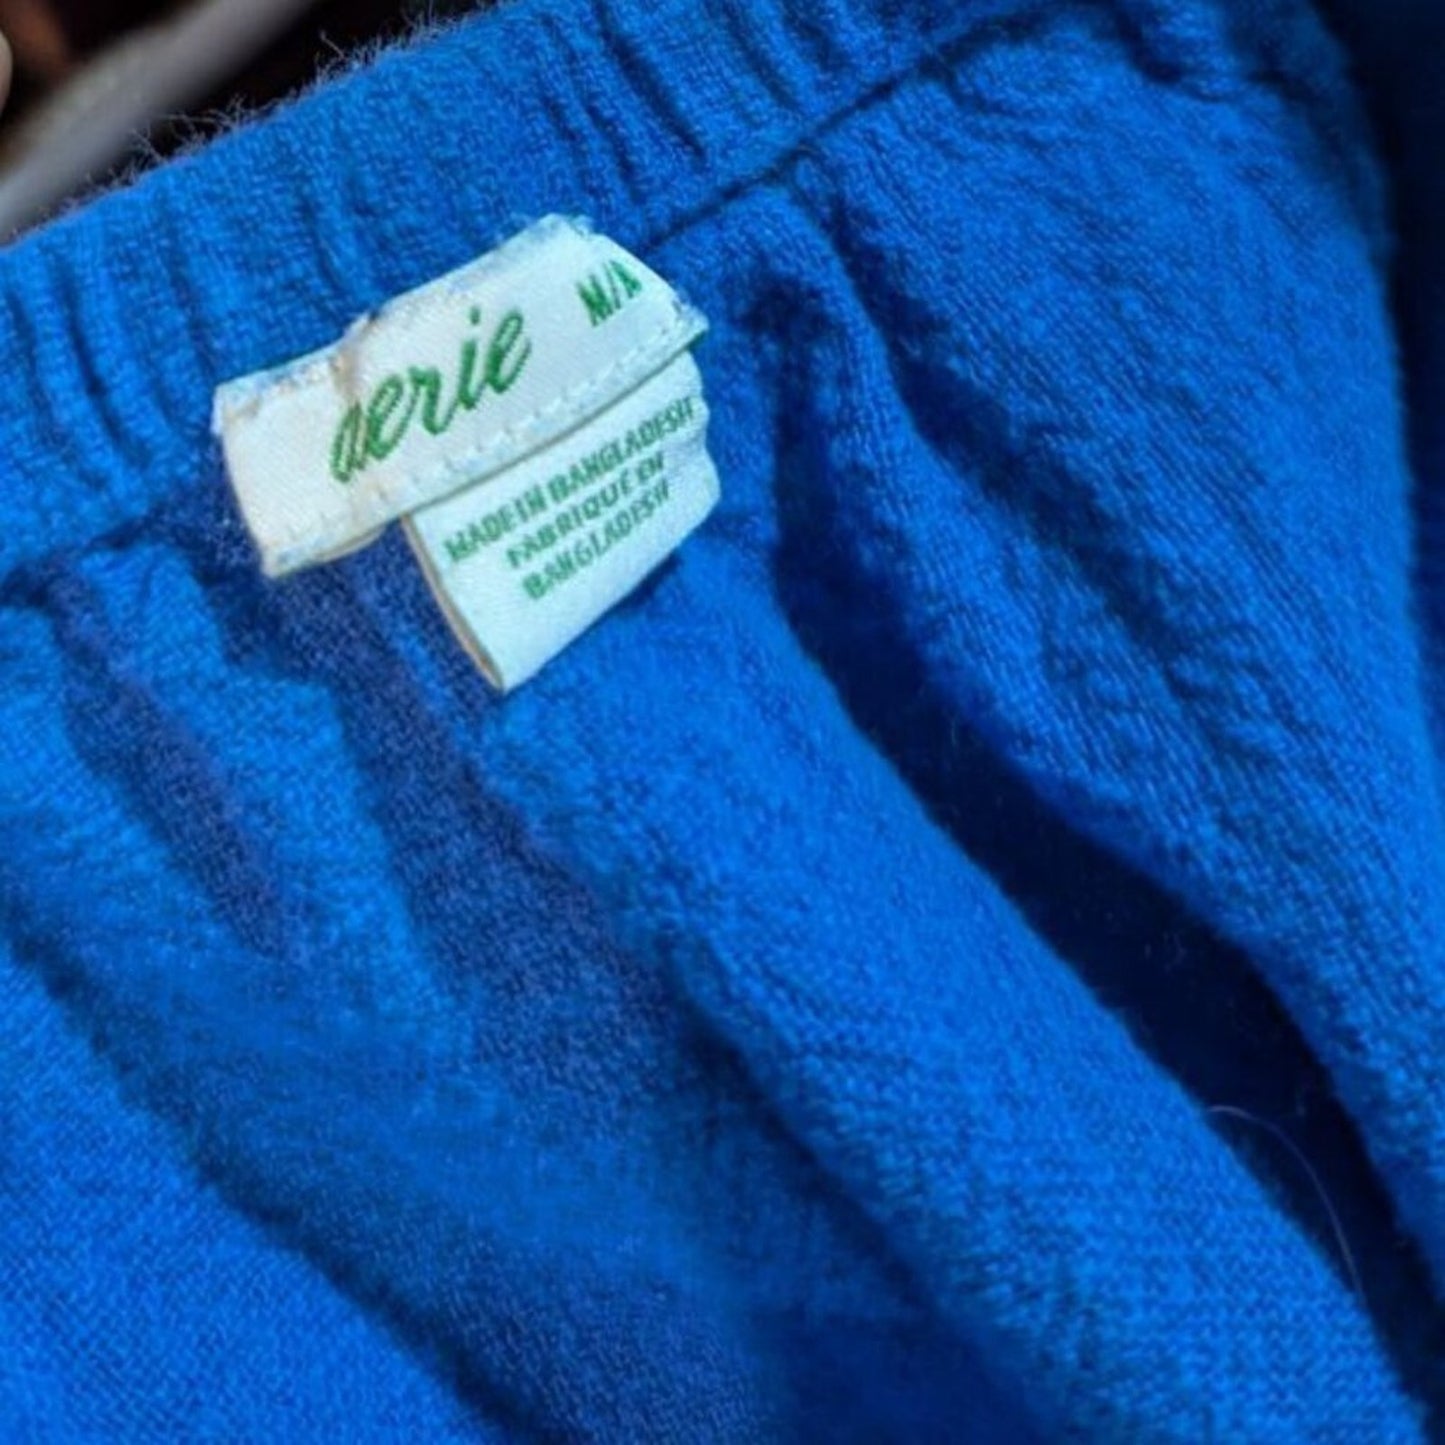 aerie
M/M
MADE IN BANGLADESH
FABRIQUÉ EN
BANGLADESH